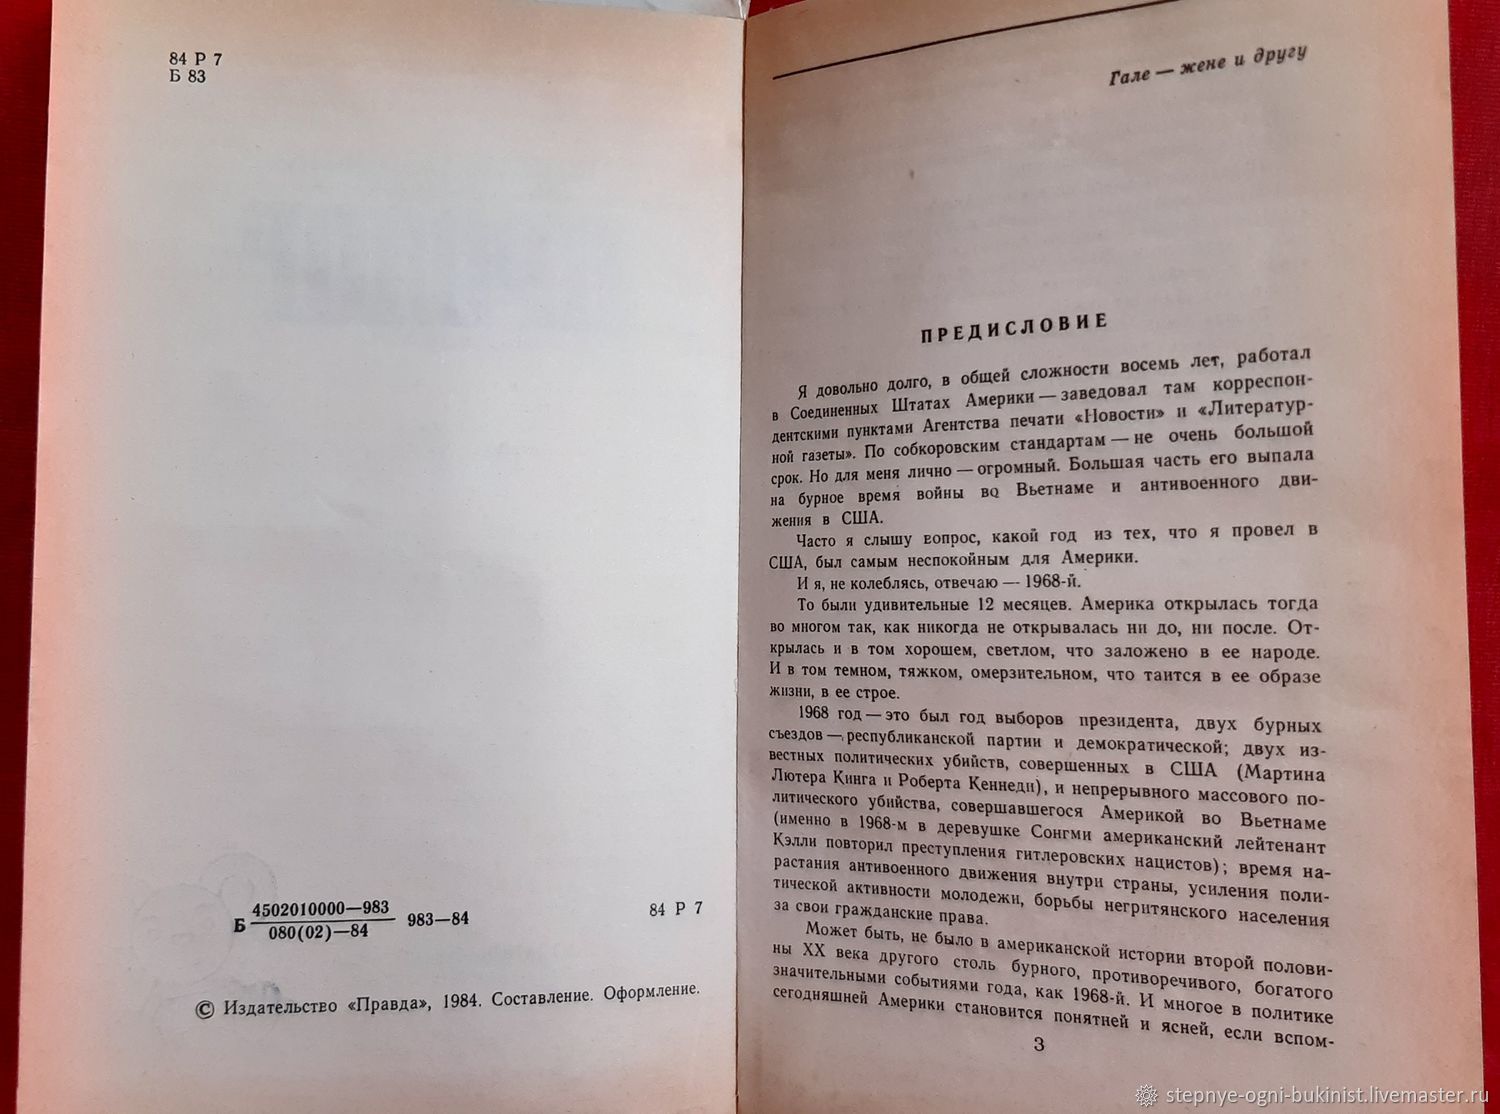 84 Р 7
Б 83
Б 4502010000—983
080(02)—84 983—84
84 Р 7
© Издательство «Правда», 1984. Составление. Оформление.
Гале — жене и другу
ПРЕДИСЛОВИЕ
Я довольно долго, в общей сложности восемь лет, работал
в Соединенных Штатах Америки — заведовал там корреспон-
дентскими пунктами Агентства печати «Новости» и «Литератур-
ной газеты». По собкоровским стандартам — не очень большой
срок. Но для меня лично — огромный. Большая часть его выпала
на бурное время войны во Вьетнаме и антивоенного дви-
жения в США.
Часто я слышу вопрос, какой год из тех, что я провел в
США, был самым неспокойным для Америки.
И я, не колеблясь, отвечаю — 1968-й.
То были удивительные 12 месяцев. Америка открылась тогда
во многом так, как никогда не открывалась ни до, ни после. От-
крылась и в том хорошем, светлом, что заложено в ее народе.
И в том темном, тяжком, омерзительном, что таится в ее образе
жизни, в ее строе.
1968 год — это был год выборов президента, двух бурных
съездов — республиканской партии и демократической; двух из-
вестных политических убийств, совершенных в США (Мартина
Лютера Кинга и Роберта Кеннеди), и непрерывного массового по-
литического убийства, совершавшегося Америкой во Вьетнаме
(именно в 1968-м в деревушке Сонгми американский лейтенант
Кэлли повторил преступления гитлеровских нацистов); время на-
растания антивоенного движения внутри страны, усиления поли-
тической активности молодежи, борьбы негритянского населения
за свои гражданские права.
Может быть, не было в американской истории второй полови-
ны XX века другого столь бурного, противоречивого, богатого
значительными событиями года, как 1968-й. И многое в политике
сегодняшней Америки становится понятней и ясней, если вспом-
3
stepnye-ogni-bukinist.livemaster.ru